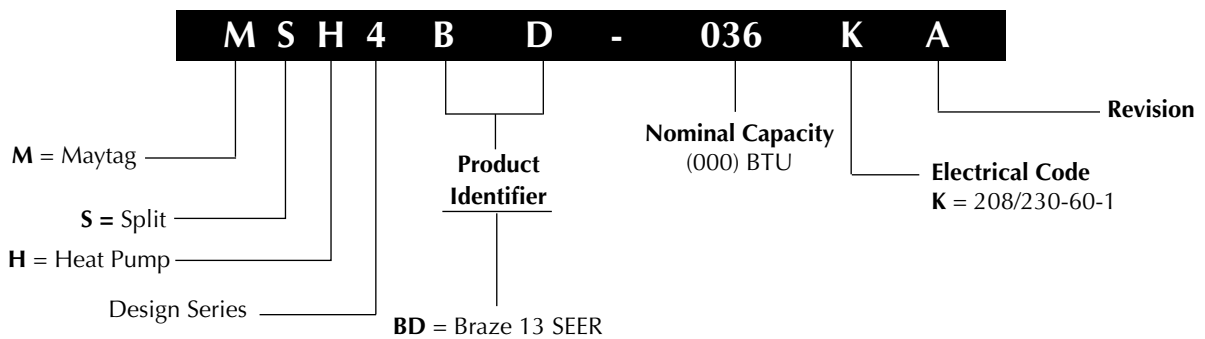 M S H 4 B D - 036 K A
Revision
Nominal Capacity
(000) BTU
M = Maytag
Product
Identifier
Electrical Code
K = 208/230-60-1
S = Split
H = Heat Pump
Design Series
BD = Braze 13 SEER